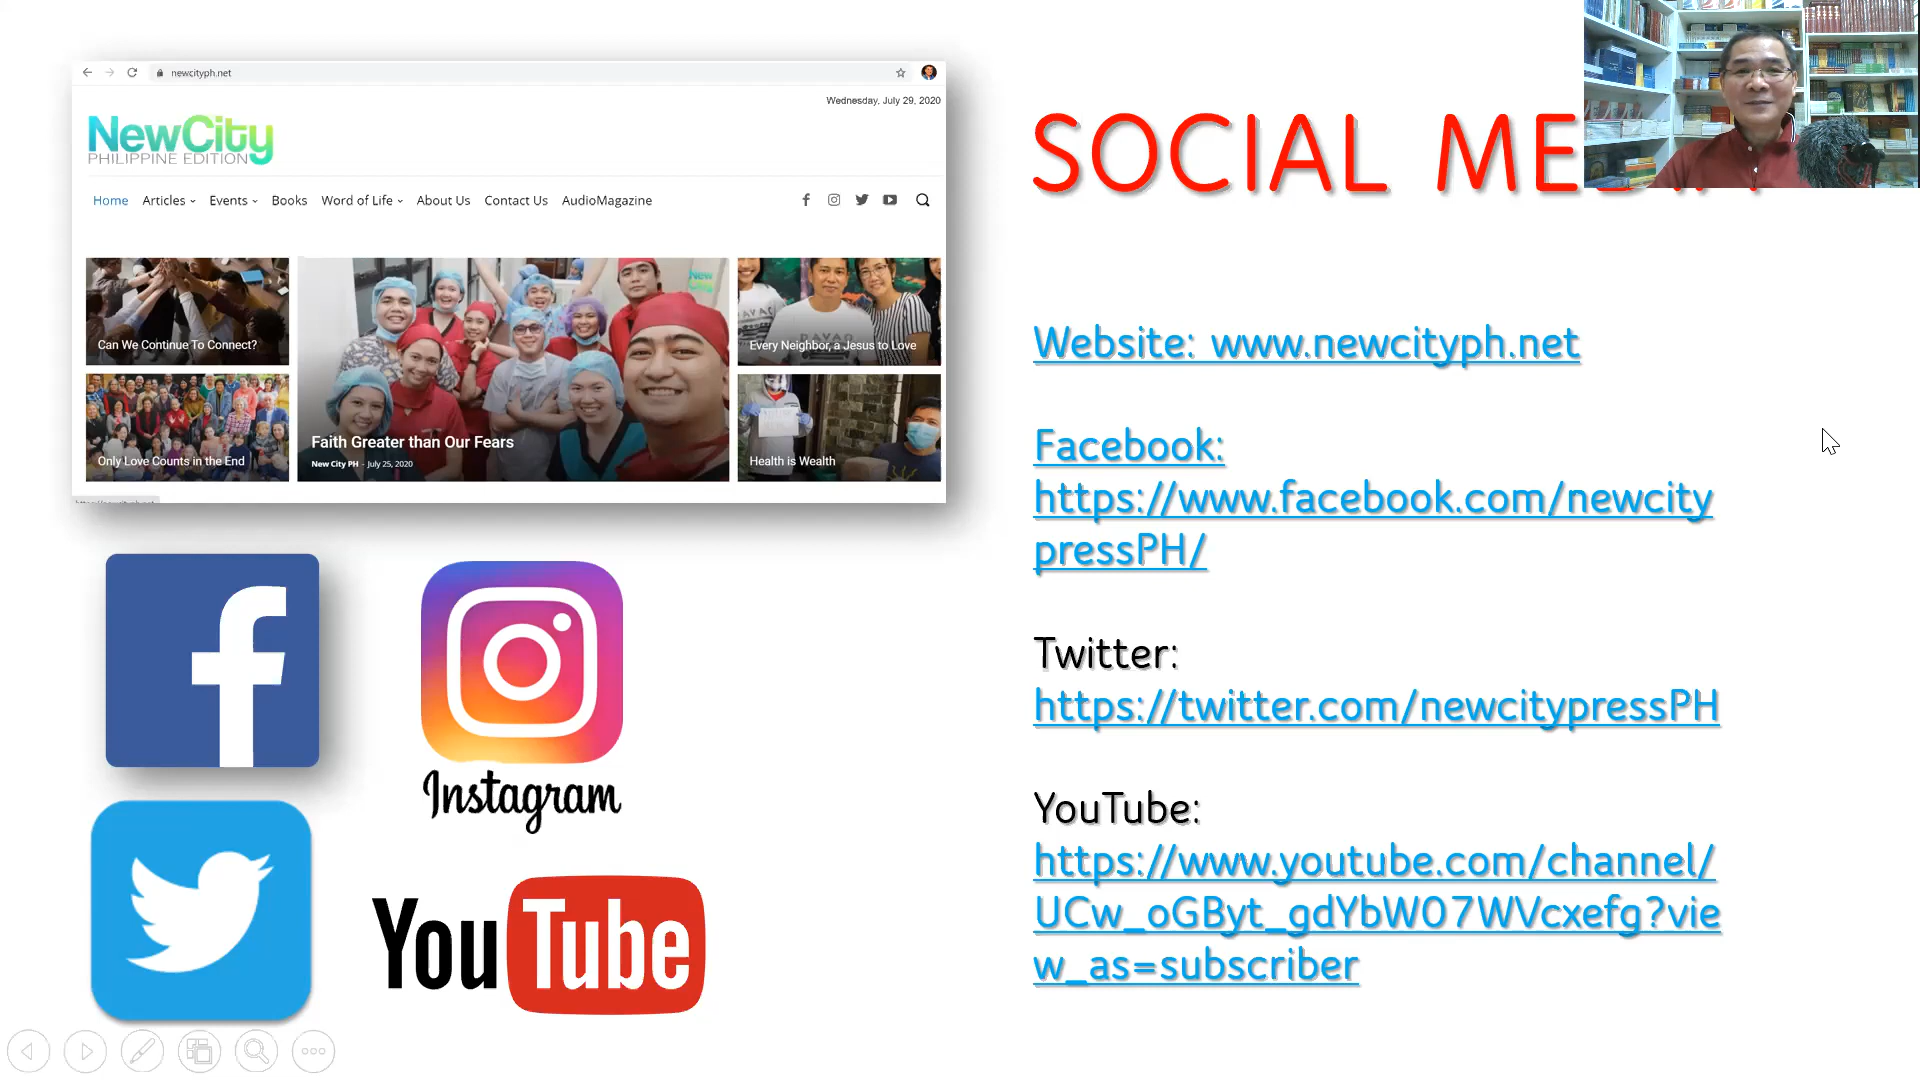 newcityph.net
Wednesday, July 29, 2020
NewCity
PHILIPPINE EDITION
Home Articles Events Books Word of Life About Us Contact Us AudioMagazine
Can We Continue To Connect?
Only Love Counts in the End
New City
Faith Greater than Our Fears
New City PH - July 25, 2020
Every Neighbor, a Jesus to Love
Health is Wealth
Instagram
YouTube
SOCIAL
Website: www.newcityph.net
Facebook:
https://www.facebook.com/newcity
pressPH/
Twitter:
https://twitter.com/newcitypressPH
YouTube:
https://www.youtube.com/channel/
UCw_oGByt_gdYbW07WVcxefg?vie
w_as=subscriber